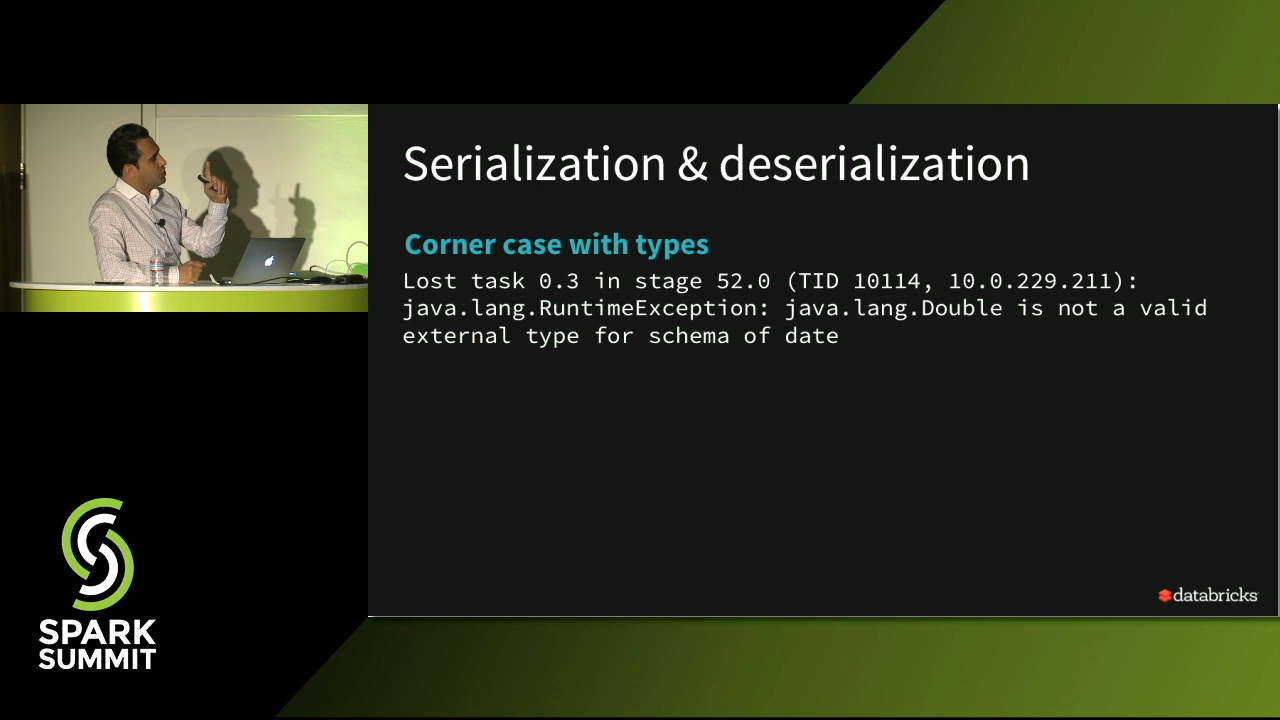 Serialization & deserialization
Corner case with types
Lost task 0.3 in stage 52.0 (TID 10114, 10.0.229.211):
java.lang.RuntimeException: java.lang.Double is not a valid
external type for schema of date
databricks
SPARK
SUMMIT